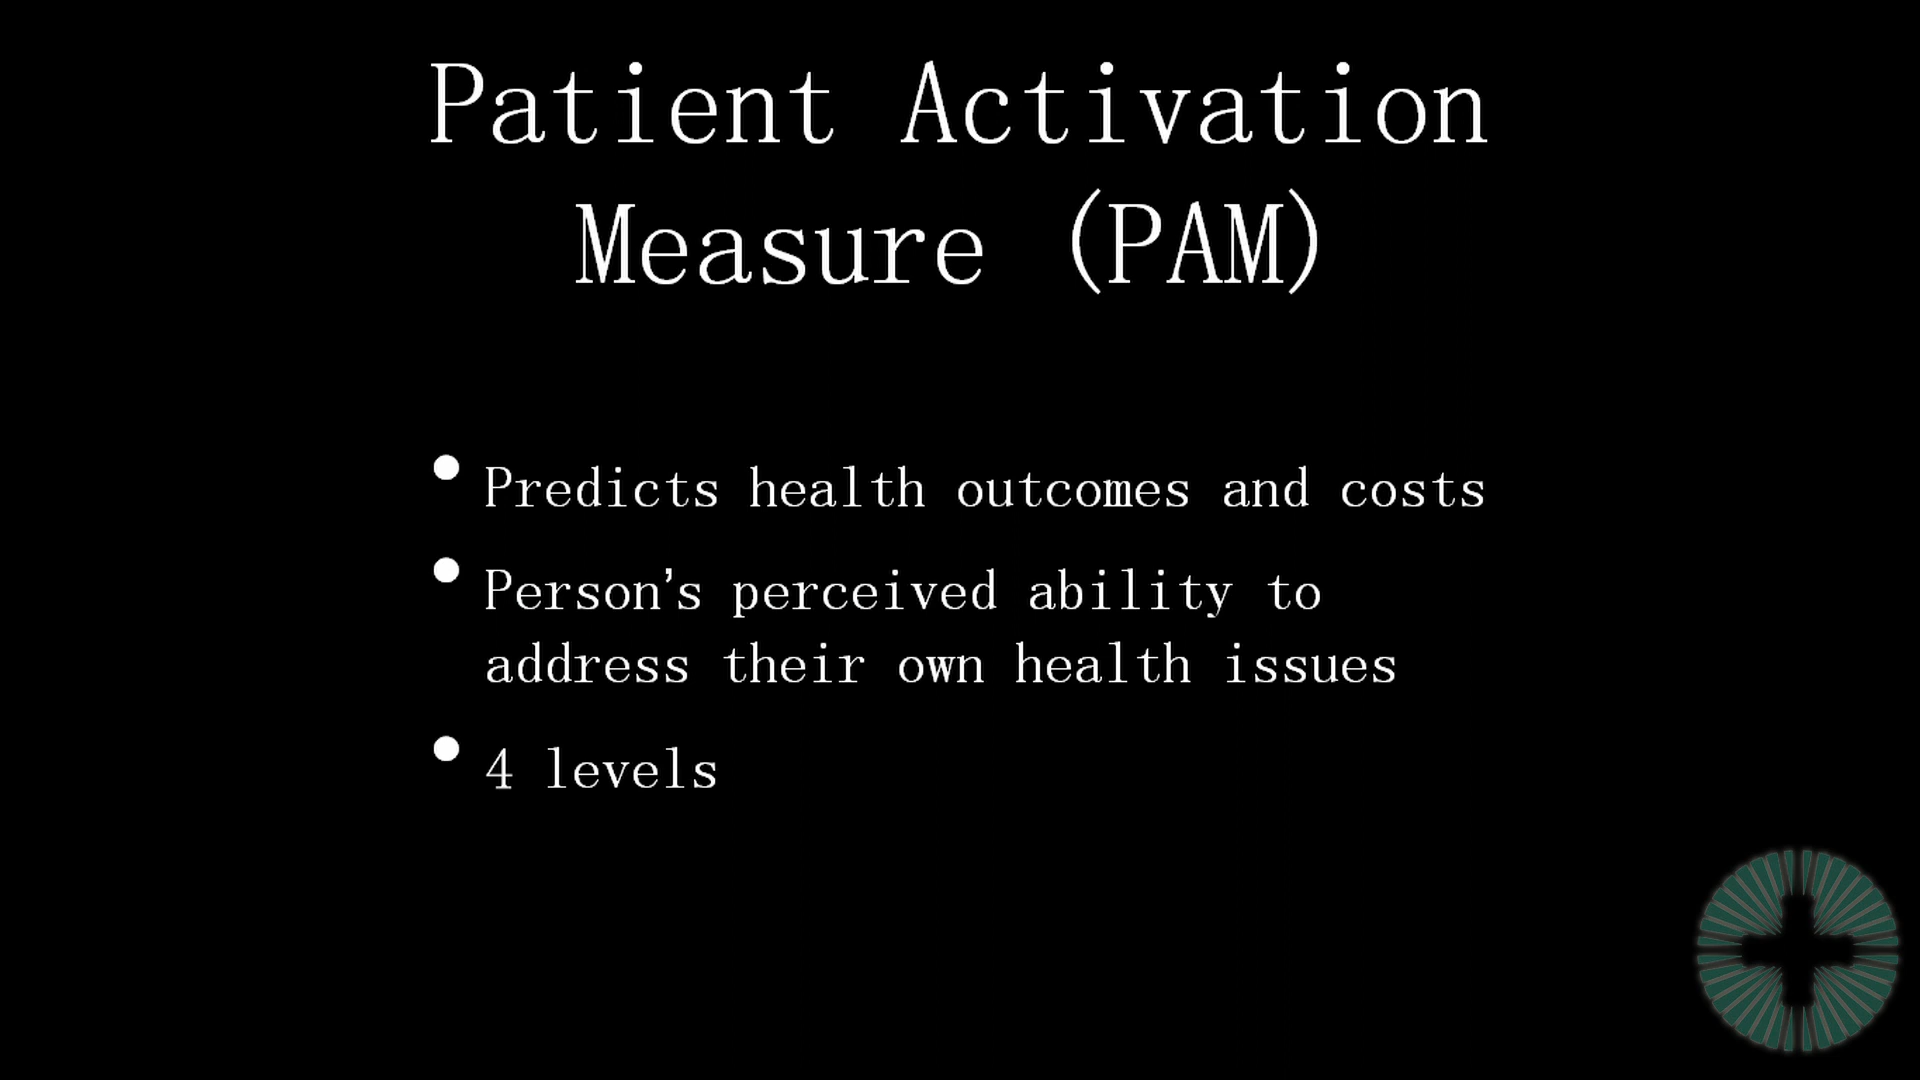 Patient Activation
Measure (PAM)
• Predicts health outcomes and costs
• Person's perceived ability to
address their own health issues
• 4 levels